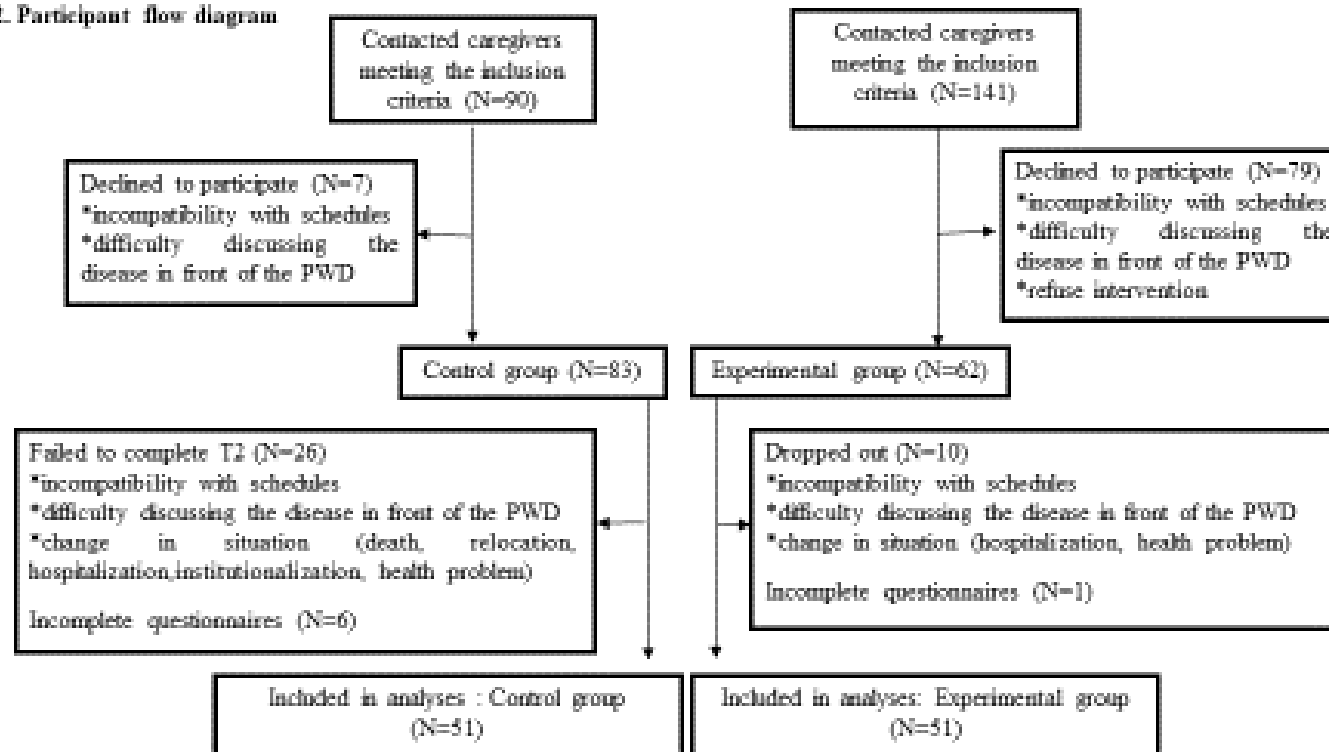 2. Participant flow diagram
Contacted caregivers
meeting the inclusion
criteria (N=90)
Contacted caregivers
meeting the inclusion
criteria (N=141)
Declined to participate (N=7)
*incompatibility with schedules
*difficulty discussing the
disease in front of the PWD
Declined to participate (N=79)
*incompatibility with schedules
*difficulty discussing the
disease in front of the PWD
*refuse intervention
Control group (N=83)
Experimental group (N=62)
Failed to complete T2 (N=26)
*incompatibility with schedules
*difficulty discussing the disease in front of the PWD
*change in situation (death, relocation,
hospitalization,institutionalization, health problem)
Incomplete questionnaires (N=6)
Dropped out (N=10)
*incompatibility with schedules
*difficulty discussing the disease in front of the PWD
*change in situation (hospitalization, health problem)
Incomplete questionnaires (N=1)
Included in analyses : Control group
(N=51)
Included in analyses: Experimental group
(N=51)